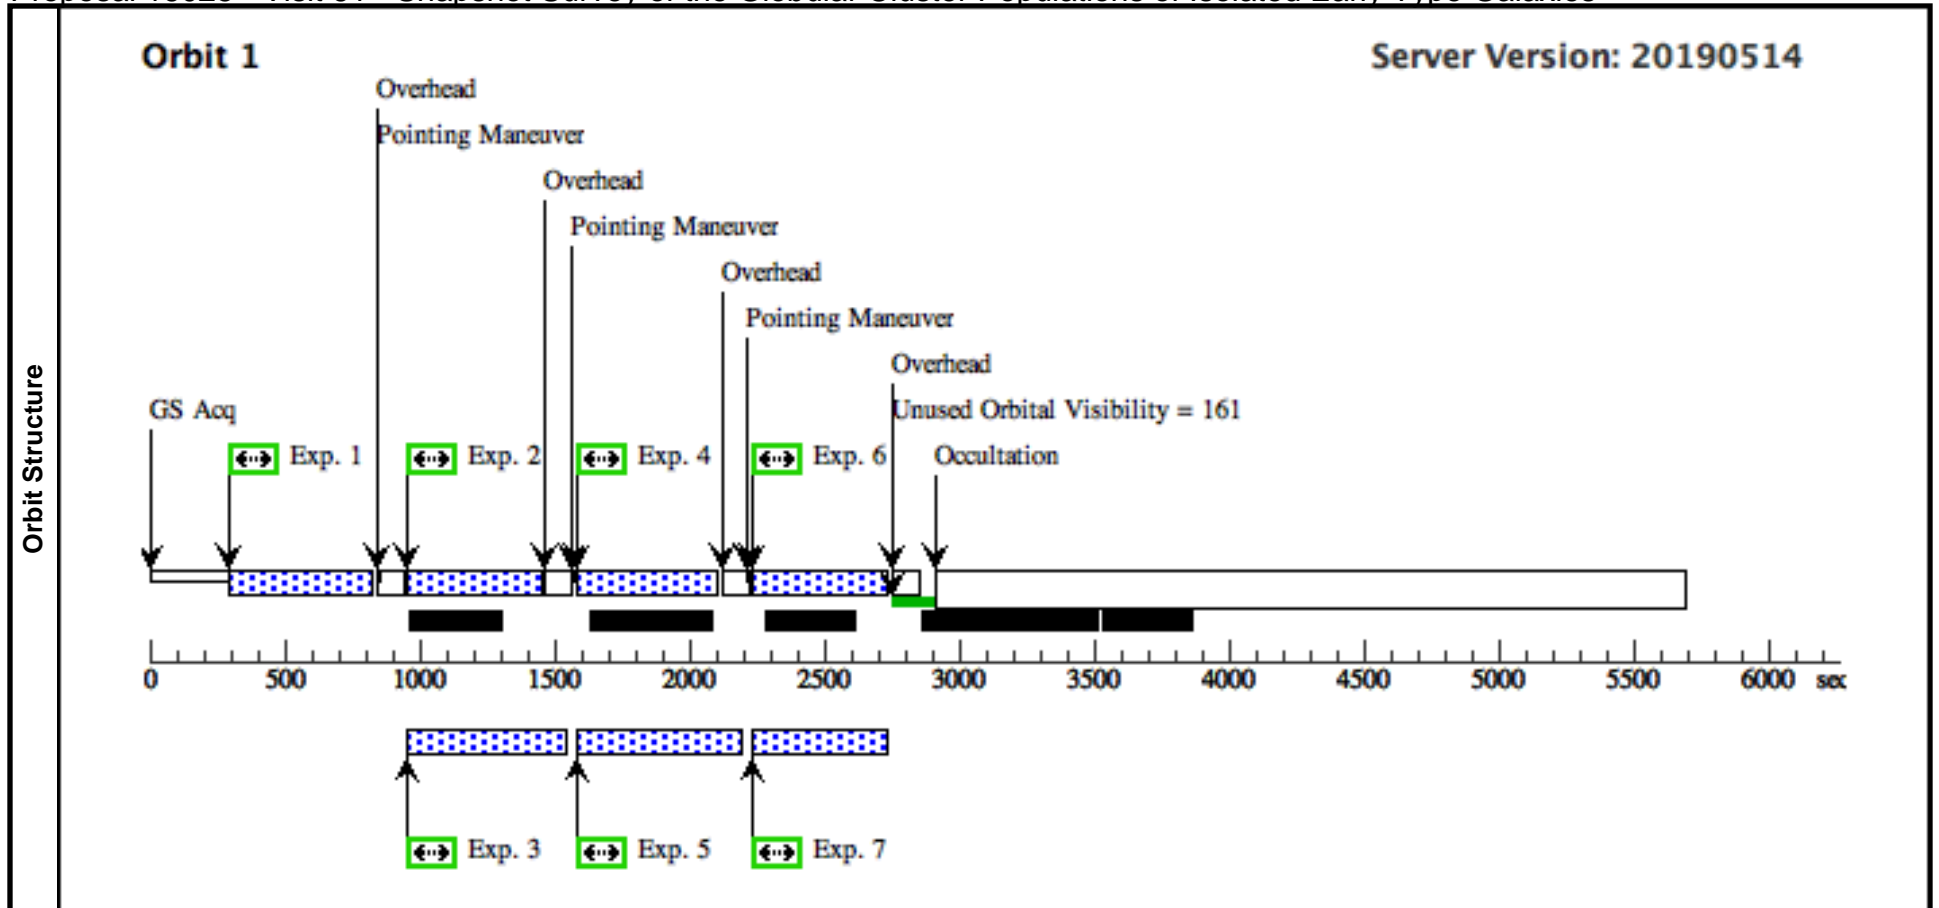 Orbit 1
Server Version: 20190514
Overhead
Pointing Maneuver
Overhead
Pointing Maneuver
Overhead
Pointing Maneuver
Overhead
GS Acq
Unused Orbital Visibility = 161
Exp. 1
Exp. 2
Exp. 4
Exp. 6
Occultation
Orbit Structure
0 500 1000 1500 2000 2500 3000 3500 4000 4500 5000 5500 6000 sec
Exp. 3
Exp. 5
Exp. 7